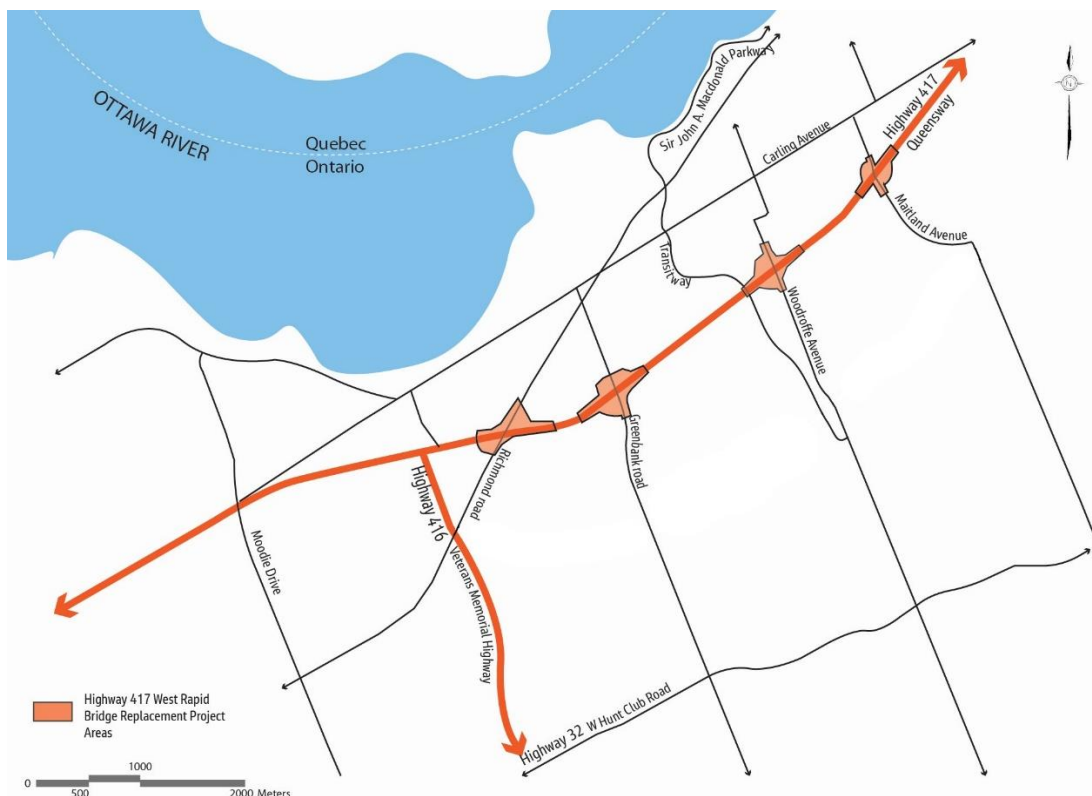 OTTAWA RIVER
Quebec
Ontario
Sir John A. Macdonald Parkway
Carling Avenue
Highway 417
Queensway
Maitland Avenue
Transitway
Woodroffe Avenue
Greenbank road
Richmond road
Highway 416
Veterans Memorial Highway
Moodie Drive
Highway 32 W Hunt Club Road
Highway 417 West Rapid
Bridge Replacement Project
Areas
0 500 1000 2000 Meters